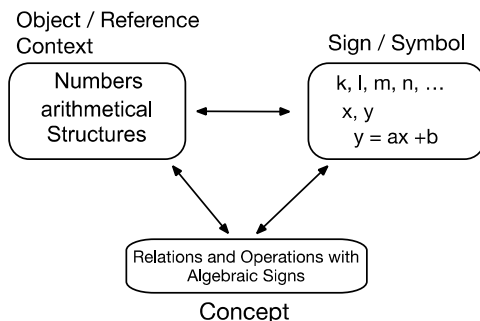 Object / Reference
Context
Numbers
arithmetical
Structures
Sign / Symbol
k, l, m, n, ...
x, y
y = ax +b
Relations and Operations with
Algebraic Signs
Concept